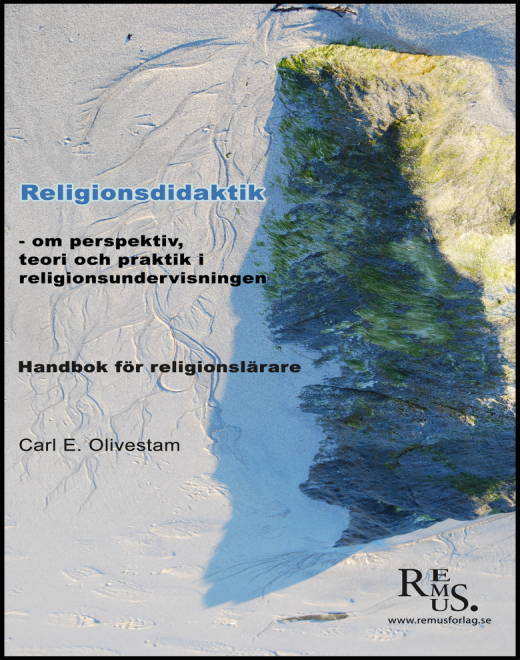 Religionsdidaktik
- om perspektiv,
teori och praktik i
religionsundervisningen
Handbok för religionslärare
Carl E. Olivestam
REMUS.
www.remusforlag.se